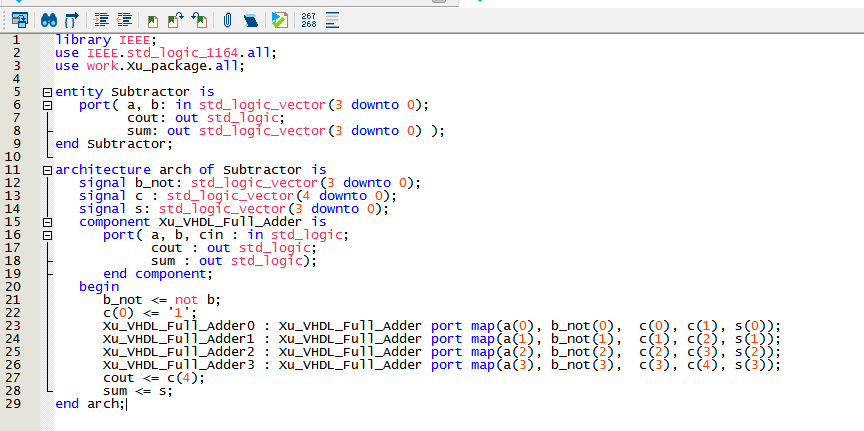 267
268
1 library IEEE;
2 use IEEE.std_logic_1164.all;
3 use work.Xu_package.all;
4
5 entity Subtractor is
6 port( a, b: in std_logic_vector(3 downto 0);
7 cout: out std_logic;
8 sum: out std_logic_vector(3 downto 0) );
9 end Subtractor;
10
11 architecture arch of Subtractor is
12 signal b_not: std_logic_vector(3 downto 0);
13 signal c : std_logic_vector(4 downto 0);
14 signal s: std_logic_vector(3 downto 0);
15 component Xu_VHDL_Full_Adder is
16 port( a, b, cin : in std_logic;
17 cout : out std_logic;
18 sum : out std_logic);
19 end component;
20 begin
21 b_not <= not b;
22 c(0) <= '1';
23 Xu_VHDL_Full_Adder0 : Xu_VHDL_Full_Adder port map(a(0), b_not(0),  c(0), c(1), s(0));
24 Xu_VHDL_Full_Adder1 : Xu_VHDL_Full_Adder port map(a(1), b_not(1),  c(1), c(2), s(1));
25 Xu_VHDL_Full_Adder2 : Xu_VHDL_Full_Adder port map(a(2), b_not(2),  c(2), c(3), s(2));
26 Xu_VHDL_Full_Adder3 : Xu_VHDL_Full_Adder port map(a(3), b_not(3),  c(3), c(4), s(3));
27 cout <= c(4);
28 sum <= s;
29 end arch;